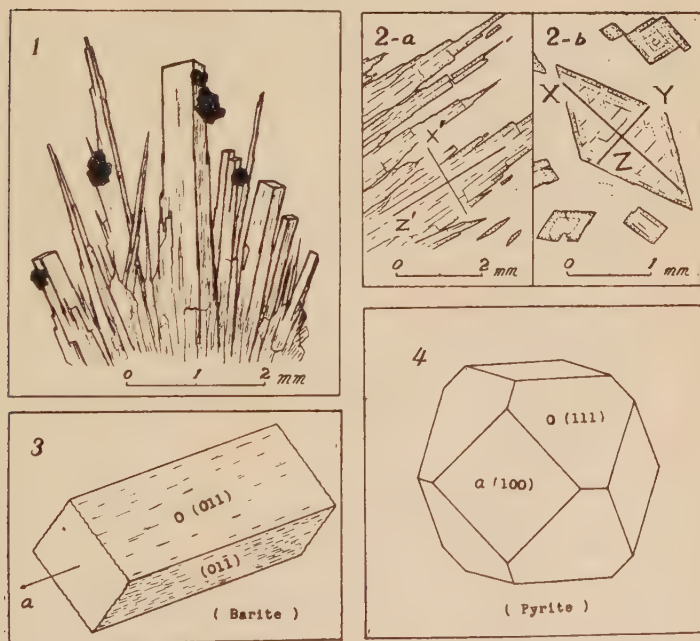 1
0 1 2 mm
2-a
X'
Z'
0 2
mm
2-b
X Y
Z
0 1
mm
3
O (011)
(011̄)
a
( Barite )
4
O (111)
a (100)
( Pyrite )